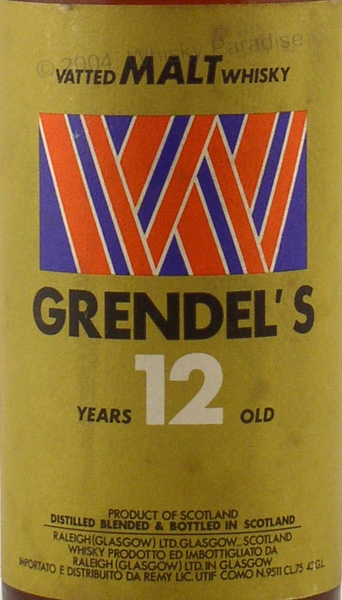 © 2004, Whisky Paradise
VATTED MALT WHISKY
GRENDEL'S
12
YEARS OLD
PRODUCT OF SCOTLAND
DISTILLED BLENDED & BOTTLED IN SCOTLAND
RALEIGH (GLASGOW) LTD. GLASGOW.. SCOTLAND
WHISKY PRODOTTO ED IMBOTTIGLIATO DA
RALEIGH (GLASGOW) LTD. IN GLASGOW
IMPORTATO E DISTRIBUITO DA REMY LIC. UTIF COMO N.9511 CL.75 42° G.L.